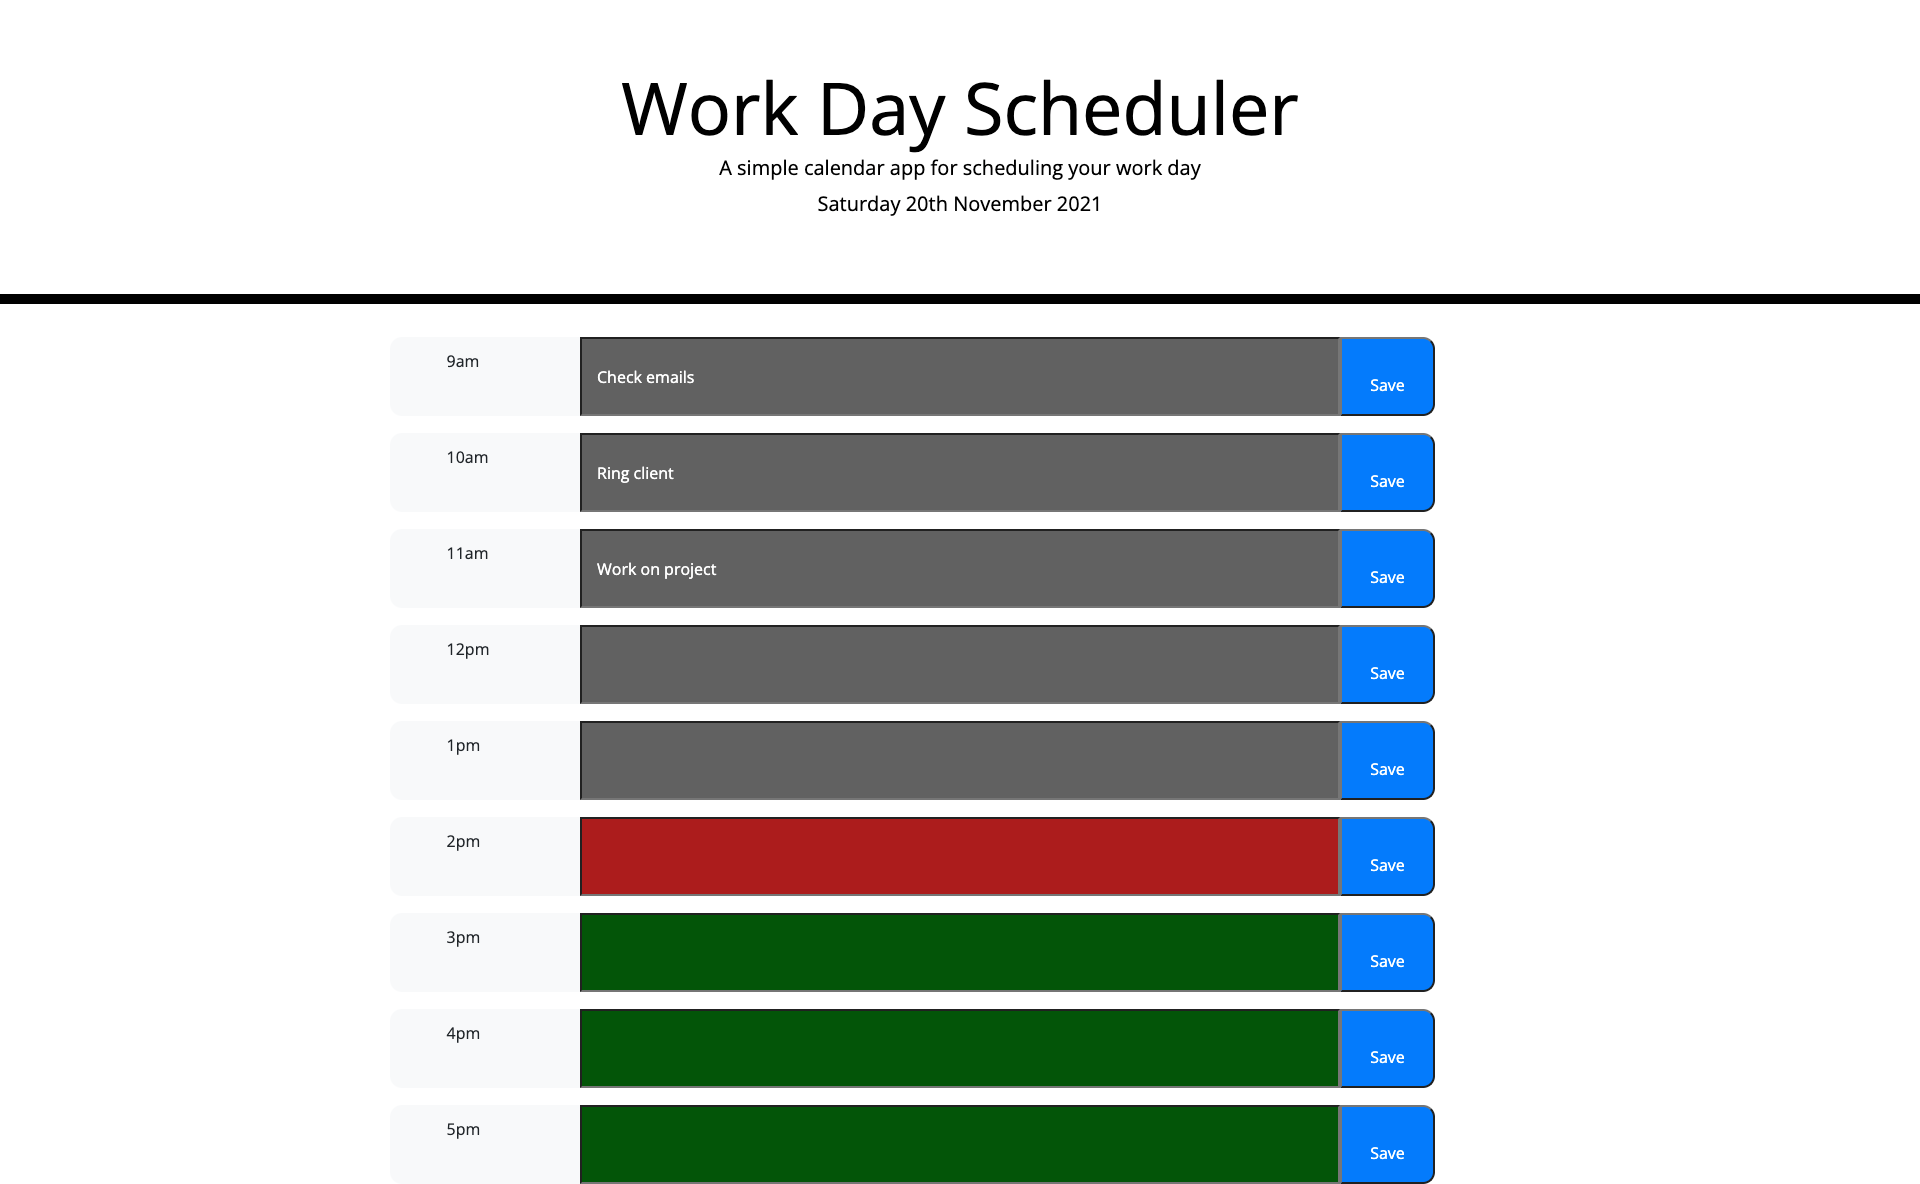 Work Day Scheduler
A simple calendar app for scheduling your work day
Saturday 20th November 2021
9am Check emails Save
10am Ring client Save
11am Work on project Save
12pm Save
1pm Save
2pm Save
3pm Save
4pm Save
5pm Save